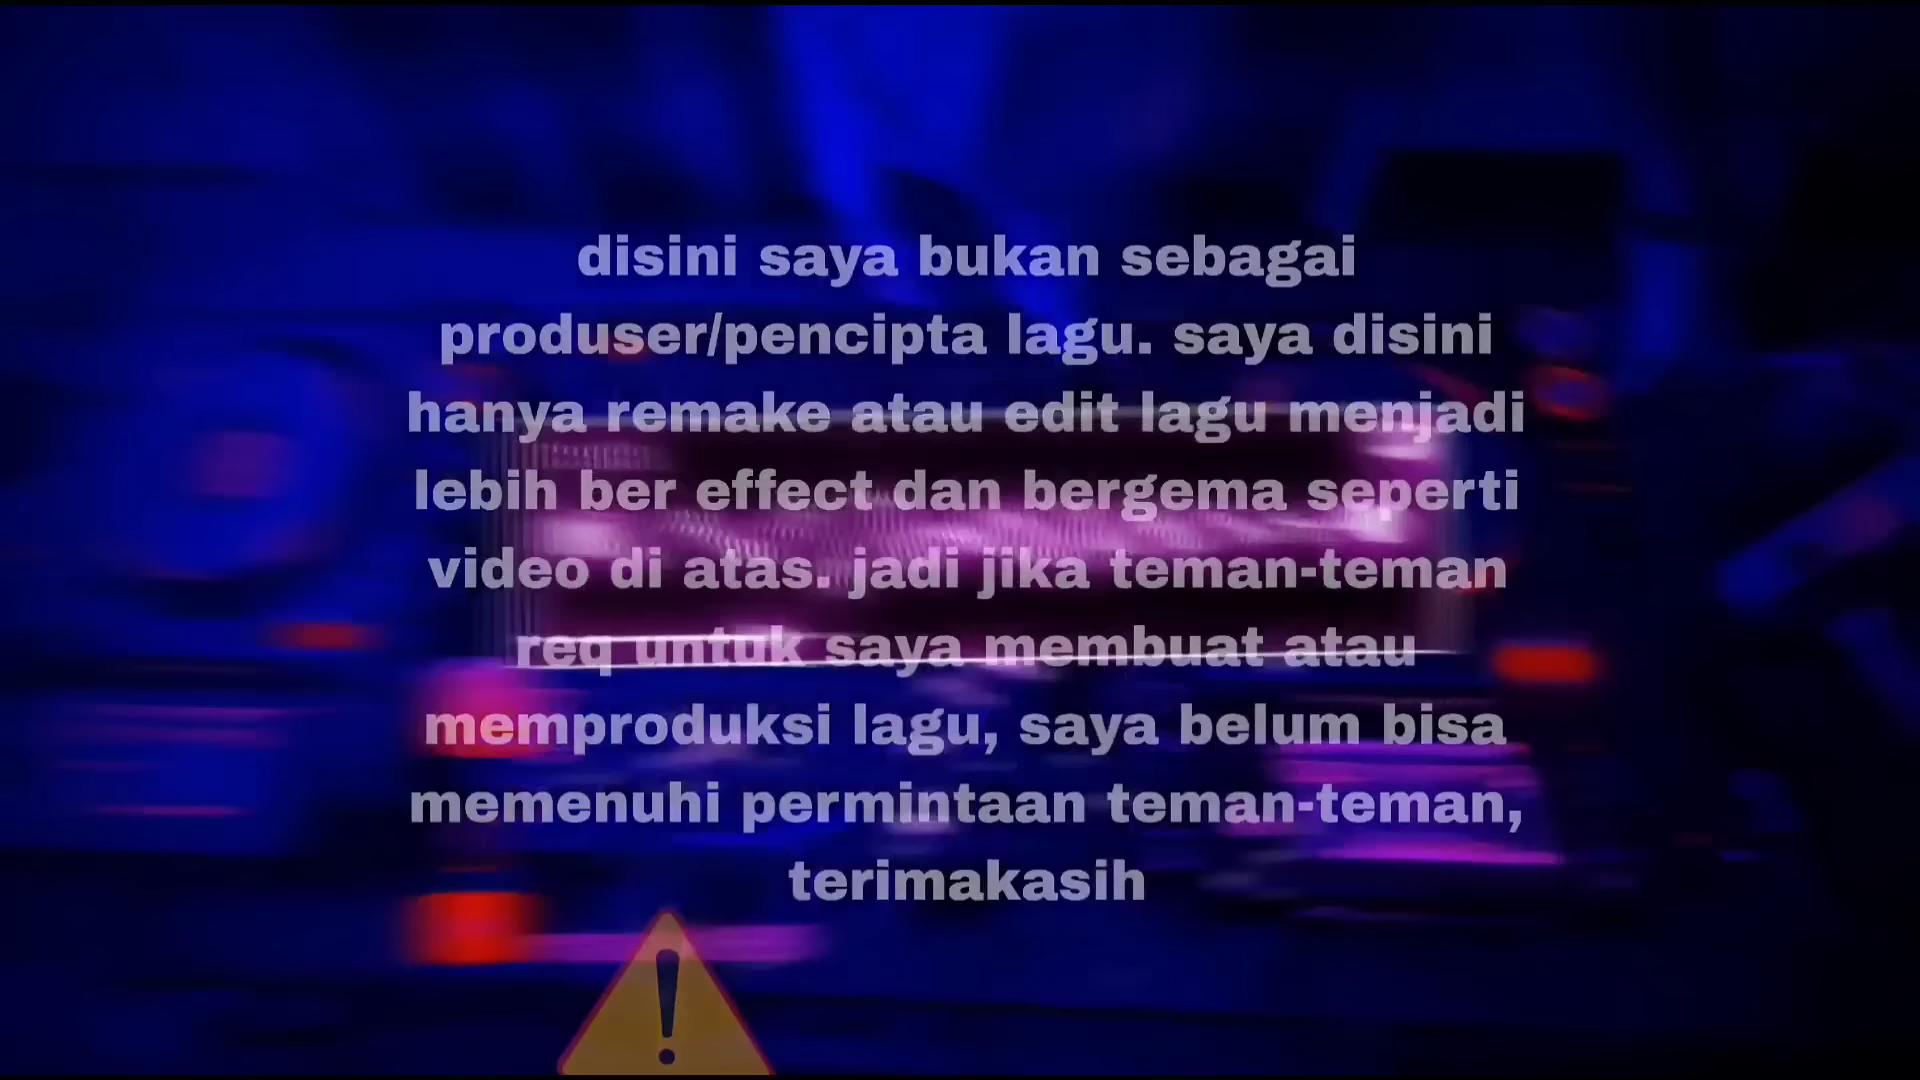 disini saya bukan sebagai
produser/pencipta lagu. saya disini
hanya remake atau edit lagu menjadi
lebih ber effect dan bergema seperti
video di atas. jadi jika teman-teman
req untuk saya membuat atau
memproduksi lagu, saya belum bisa
memenuhi permintaan teman-teman,
terimakasih